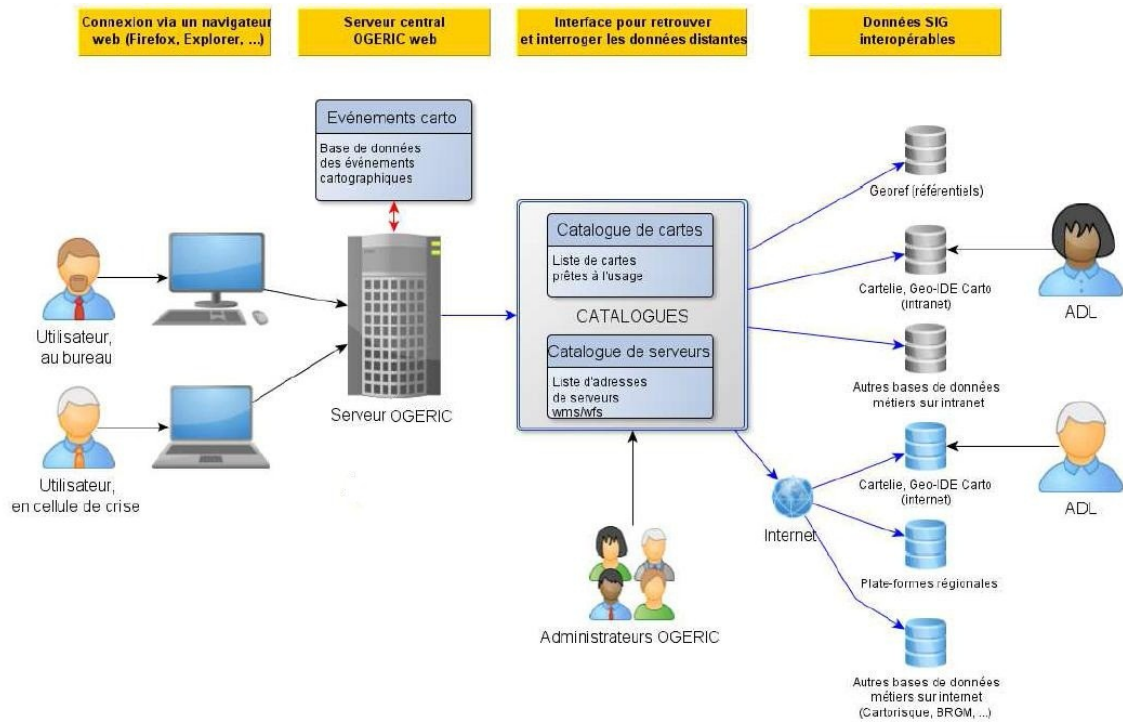 Connexion via un navigateur
web (Firefox, Explorer, ...)
Serveur central
OGERIC web
Interface pour retrouver
et interroger les données distantes
Données SIG
interopérables
Evénements carto
Base de données
des événements
cartographiques
Utilisateur,
au bureau
Utilisateur,
en cellule de crise
Serveur OGERIC
Catalogue de cartes
Liste de cartes
prêtes à l'usage
CATALOGUES
Catalogue de serveurs
Liste d'adresses
de serveurs
wms/wfs
Administrateurs OGERIC
Internet
Georef (référentiels)
Cartelie, Geo-IDE Carto
(intranet)
ADL
Autres bases de données
métiers sur intranet
Cartelie, Geo-IDE Carto
(internet)
ADL
Plate-formes régionales
Autres bases de données
métiers sur internet
(Cartorisque, BRGM, ...)